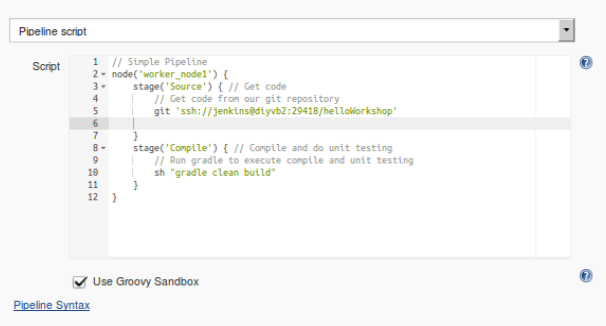 Pipeline script
Script
1 // Simple Pipeline
2 node('worker_node1') {
3 stage('Source') { // Get code
4 // Get code from our git repository
5 git 'ssh://jenkins@diyvb2:29418/helloWorkshop'
6
7 }
8 stage('Compile') { // Compile and do unit testing
9 // Run gradle to execute compile and unit testing
10 sh "gradle clean build"
11 }
12 }
Use Groovy Sandbox
Pipeline Syntax